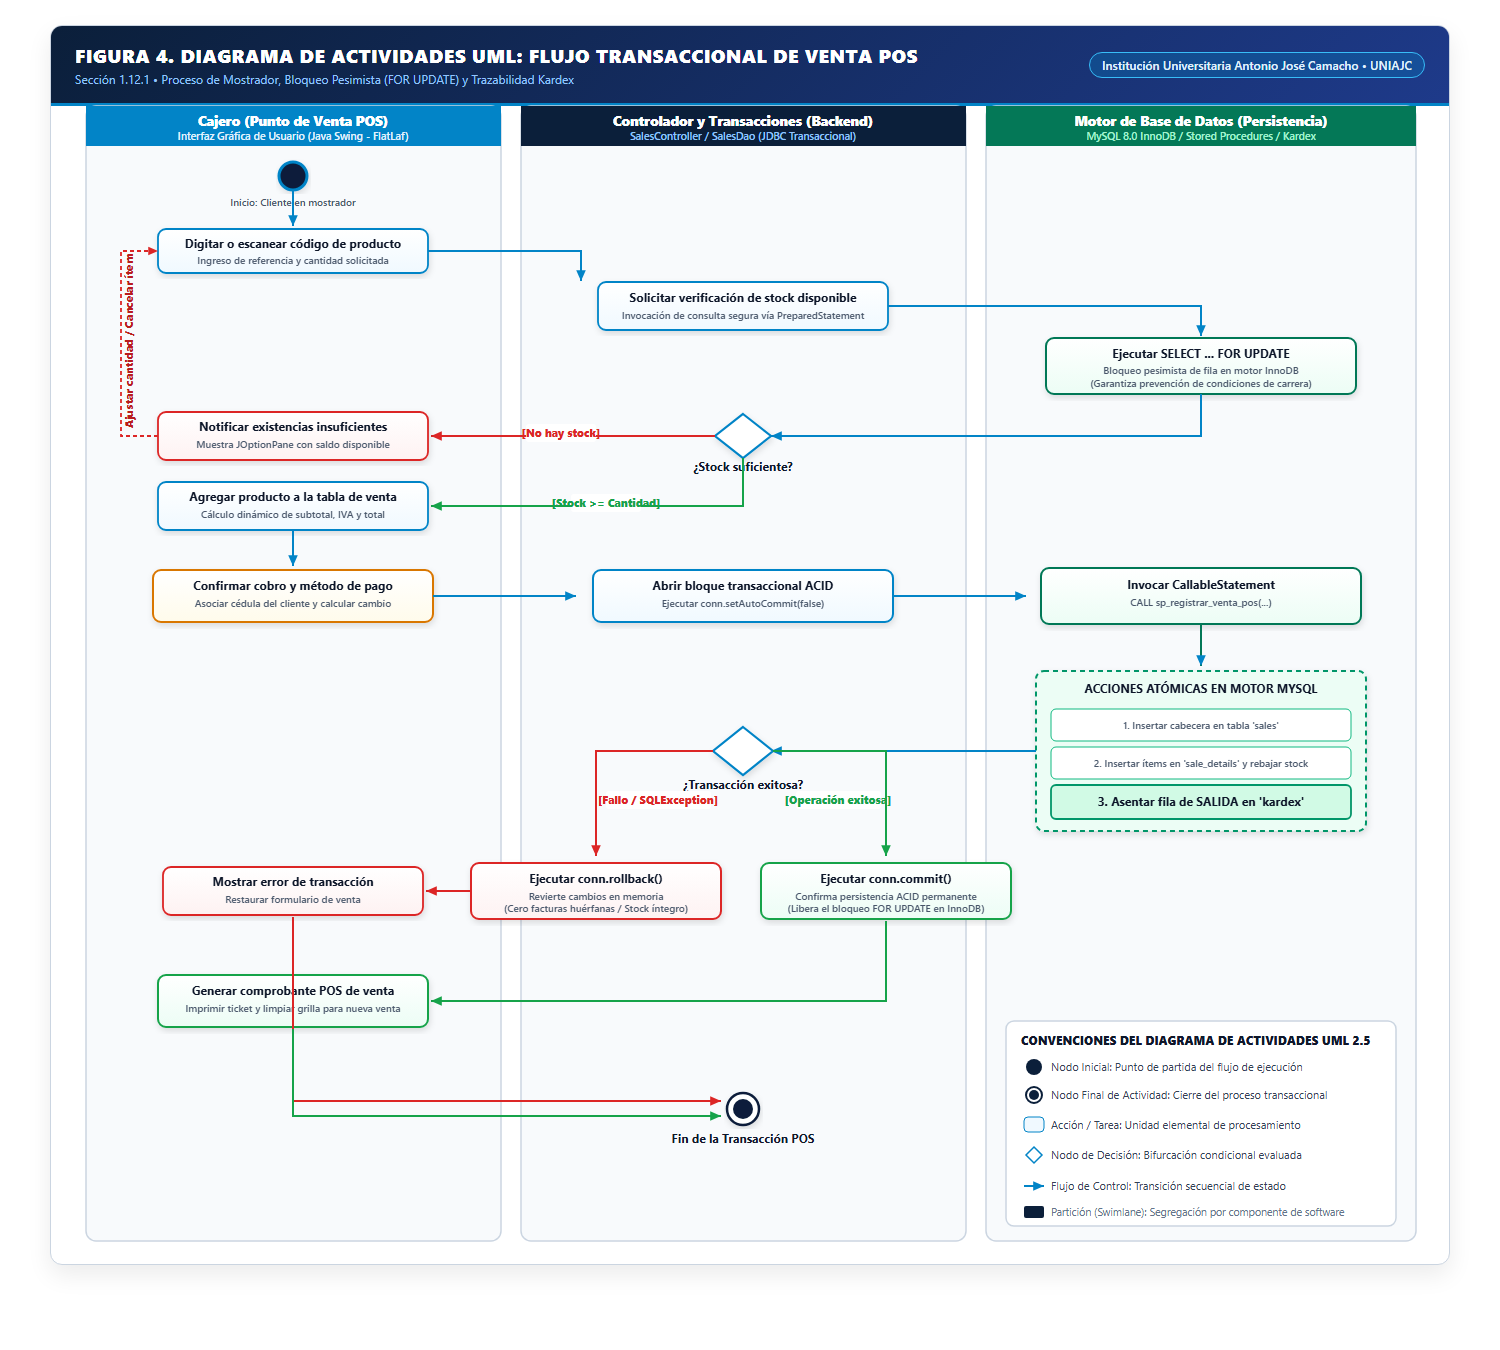 FIGURA 4. DIAGRAMA DE ACTIVIDADES UML: FLUJO TRANSACCIONAL DE VENTA POS
Sección 1.12.1 • Proceso de Mostrador, Bloqueo Pesimista (FOR UPDATE) y Trazabilidad Kardex
Institución Universitaria Antonio José Camacho • UNIAJC
Cajero (Punto de Venta POS)
Interfaz Gráfica de Usuario (Java Swing - FlatLaf)
Controlador y Transacciones (Backend)
SalesController / SalesDao (JDBC Transaccional)
Motor de Base de Datos (Persistencia)
MySQL 8.0 InnoDB / Stored Procedures / Kardex
Inicio: Cliente en mostrador
Digitar o escanear código de producto
Ingreso de referencia y cantidad solicitada
Ajustar cantidad / Cancelar ítem
Solicitar verificación de stock disponible
Invocación de consulta segura vía PreparedStatement
Ejecutar SELECT ... FOR UPDATE
Bloqueo pesimista de fila en motor InnoDB
(Garantiza prevención de condiciones de carrera)
Notificar existencias insuficientes
Muestra JOptionPane con saldo disponible
[No hay stock]
¿Stock suficiente?
Agregar producto a la tabla de venta
Cálculo dinámico de subtotal, IVA y total
[Stock >= Cantidad]
Confirmar cobro y método de pago
Asociar cédula del cliente y calcular cambio
Abrir bloque transaccional ACID
Ejecutar conn.setAutoCommit(false)
Invocar CallableStatement
CALL sp_registrar_venta_pos(...)
ACCIONES ATÓMICAS EN MOTOR MYSQL
1. Insertar cabecera en tabla 'sales'
2. Insertar ítems en 'sale_details' y rebajar stock
3. Asentar fila de SALIDA en 'kardex'
¿Transacción exitosa?
[Fallo / SQLException]
[Operación exitosa]
Mostrar error de transacción
Restaurar formulario de venta
Ejecutar conn.rollback()
Revierte cambios en memoria
(Cero facturas huérfanas / Stock íntegro)
Ejecutar conn.commit()
Confirma persistencia ACID permanente
(Libera el bloqueo FOR UPDATE en InnoDB)
Generar comprobante POS de venta
Imprimir ticket y limpiar grilla para nueva venta
Fin de la Transacción POS
CONVENCIONES DEL DIAGRAMA DE ACTIVIDADES UML 2.5
Nodo Inicial: Punto de partida del flujo de ejecución
Nodo Final de Actividad: Cierre del proceso transaccional
Acción / Tarea: Unidad elemental de procesamiento
Nodo de Decisión: Bifurcación condicional evaluada
Flujo de Control: Transición secuencial de estado
Partición (Swimlane): Segregación por componente de software